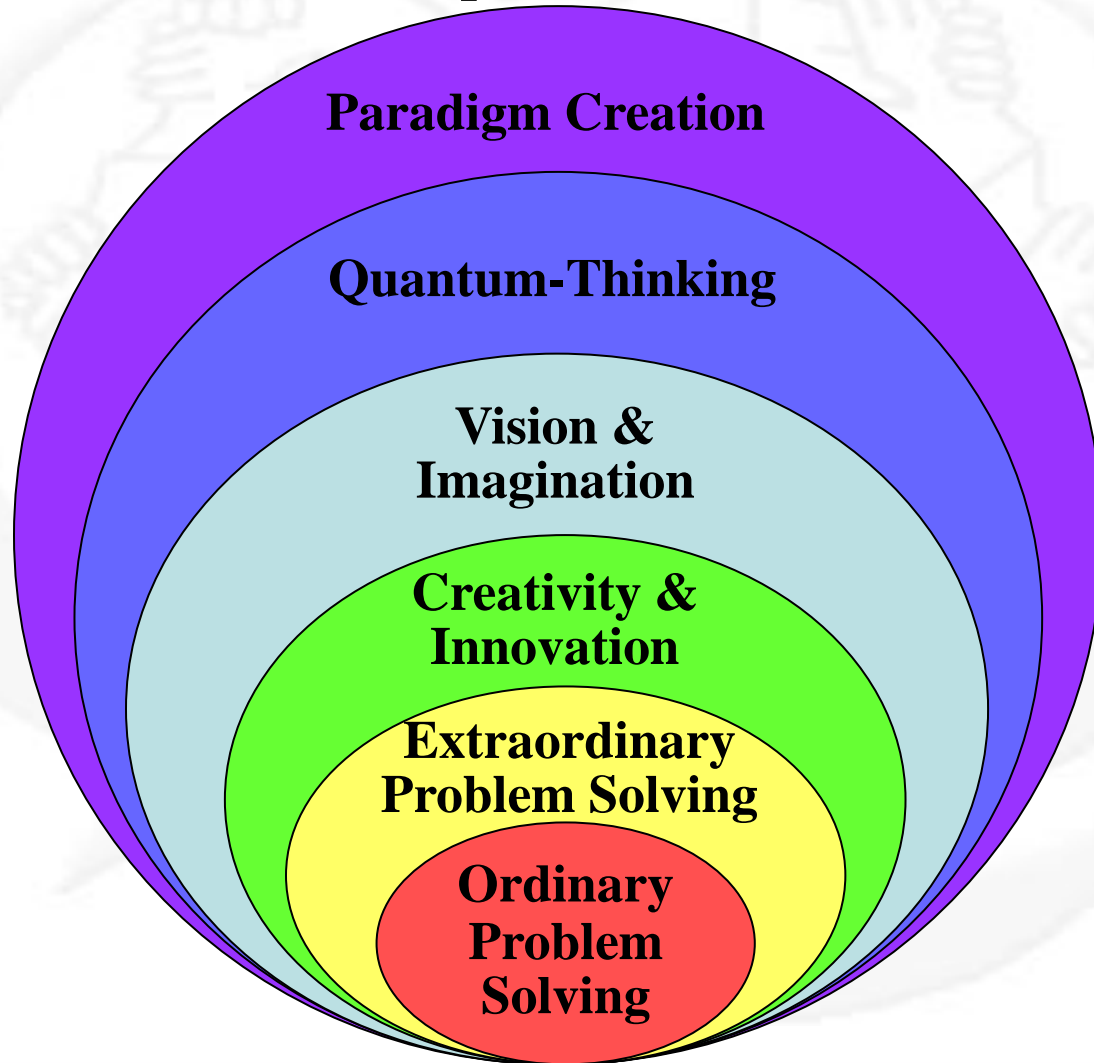 Paradigm Creation
Quantum-Thinking
Vision &
Imagination
Creativity &
Innovation
Extraordinary
Problem Solving
Ordinary
Problem
Solving